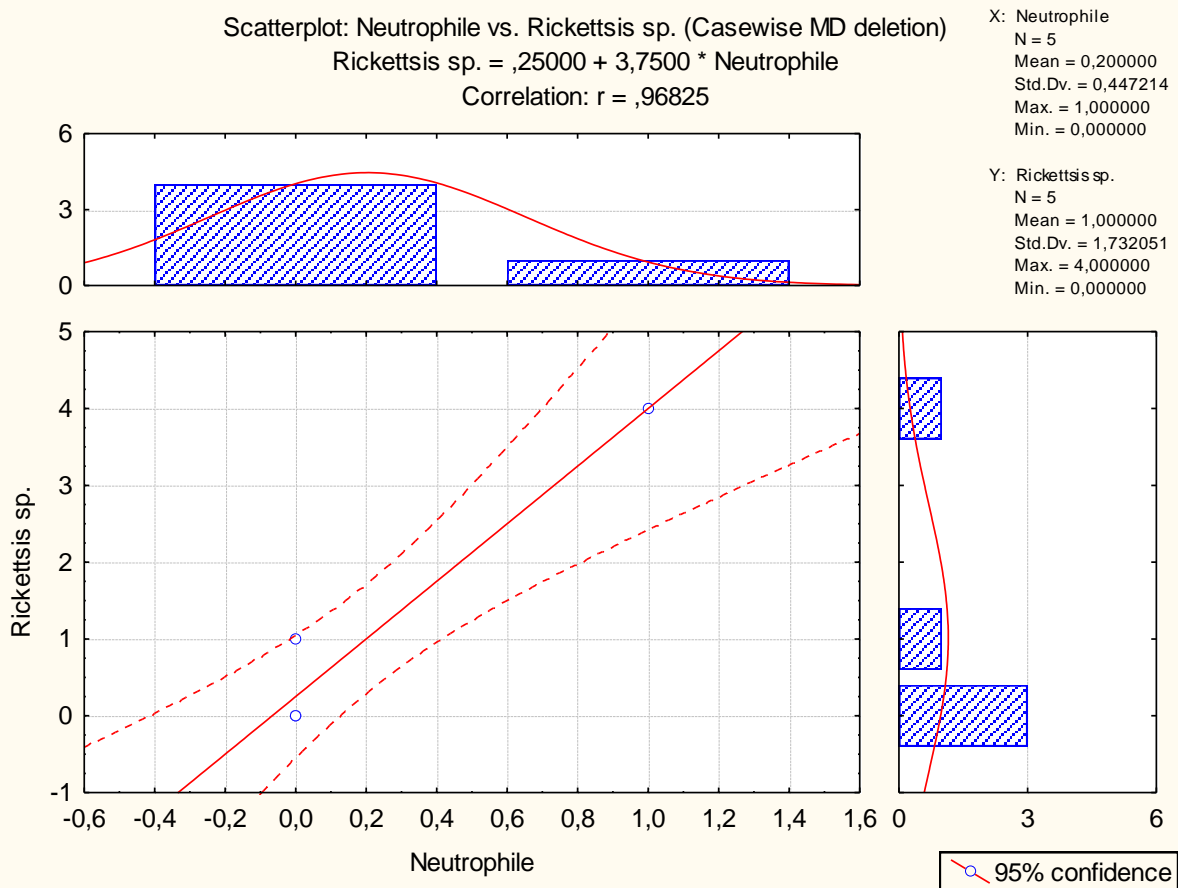 Scatterplot: Neutrophile vs. Rickettsis sp. (Casewise MD deletion)
Rickettsis sp. = ,25000 + 3,7500 * Neutrophile
Correlation: r = ,96825
X: Neutrophile
N = 5
Mean = 0,200000
Std.Dv. = 0,447214
Max. = 1,000000
Min. = 0,000000
Y: Rickettsis sp.
N = 5
Mean = 1,000000
Std.Dv. = 1,732051
Max. = 4,000000
Min. = 0,000000
6
3
0
5
4
3
2
1
0
-1
Rickettsis sp.
-0,6 -0,4 -0,2 0,0 0,2 0,4 0,6 0,8 1,0 1,2 1,4 1,6
Neutrophile
0 3 6
95% confidence